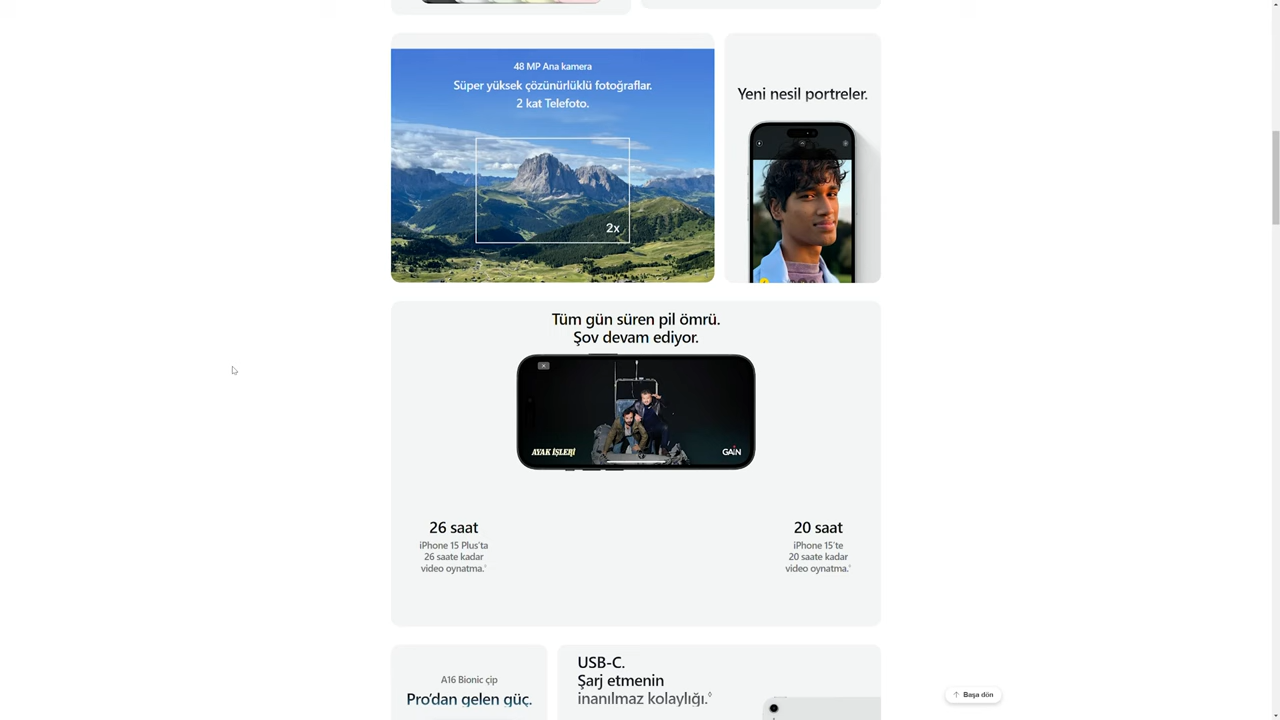 48 MP Ana kamera
Süper yüksek çözünürlüklü fotoğraflar.
2 kat Telefoto.
2x
Yeni nesil portreler.
Tüm gün süren pil ömrü.
Şov devam ediyor.
AYAK İŞLERİ
GAİN
26 saat
iPhone 15 Plus'ta
26 saate kadar
video oynatma.◊
20 saat
iPhone 15'te
20 saate kadar
video oynatma.◊
A16 Bionic çip
Pro'dan gelen güç.
USB-C.
Şarj etmenin
inanılmaz kolaylığı.◊
Başa dön